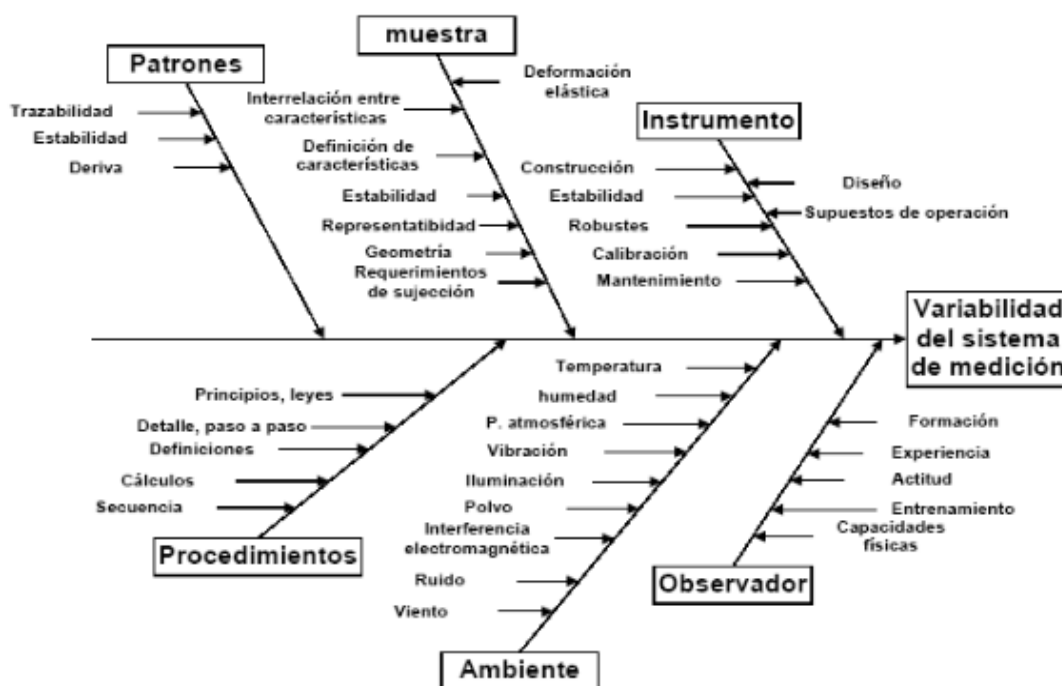 muestra
Patrones
Deformación
elástica
Interrelación entre
características
Trazabilidad
Estabilidad
Deriva
Definición de
características
Estabilidad
Representatibidad
Geometría
Requerimientos
de sujección
Instrumento
Construcción
Diseño
Estabilidad
Supuestos de operación
Robustes
Calibración
Mantenimiento
Variabilidad
del sistema
de medición
Principios, leyes
Detalle, paso a paso
Definiciones
Cálculos
Secuencia
Procedimientos
Temperatura
humedad
P. atmosférica
Vibración
Iluminación
Polvo
Interferencia
electromagnética
Ruido
Viento
Ambiente
Formación
Experiencia
Actitud
Entrenamiento
Capacidades
físicas
Observador